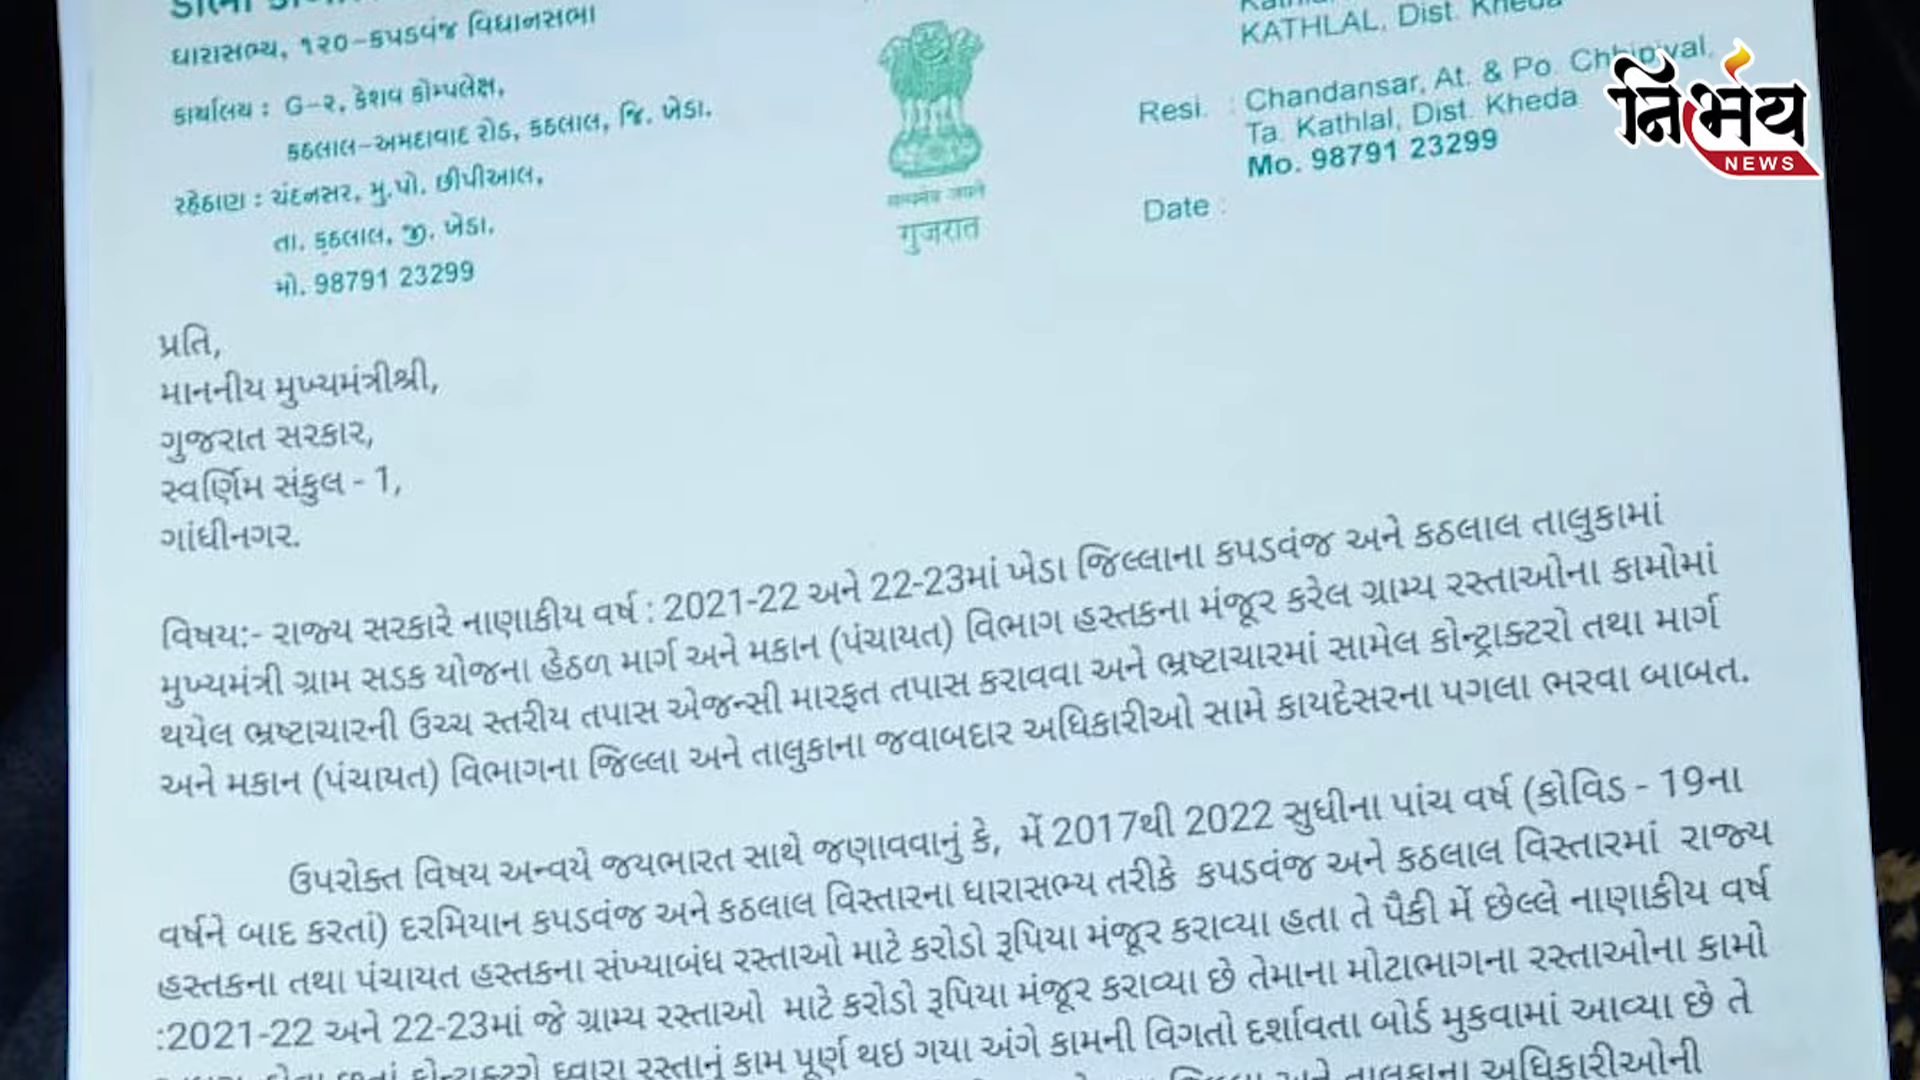 ધારાસભ્ય, ૧૨૦-કપડવંજ વિધાનસભા
કાર્યાલય : G-૨, કેશવ કોમ્પલેક્ષ,
કઠલાલ-અમદાવાદ રોડ, કઠલાલ, જિ. ખેડા.
રહેઠાણ : ચંદનસર, મુ.પો. છીપીઆલ,
તા. કઠલાલ, જી. ખેડા.
મો. 98791 23299
सत्यमेव जयते
गुजरात
KATHLAL, Dist. Kheda
Resi. : Chandansar, At. & Po. Chhipiyal,
Ta. Kathlal, Dist. Kheda
Mo. 98791 23299
Date :
નિર્ભય
NEWS
પ્રતિ,
માનનીય મુખ્યમંત્રીશ્રી,
ગુજરાત સરકાર,
સ્વર્ણિમ સંકુલ - 1,
ગાંધીનગર.
વિષય:- રાજ્ય સરકારે નાણાકીય વર્ષ : 2021-22 અને 22-23માં ખેડા જિલ્લાના કપડવંજ અને કઠલાલ તાલુકામાં
મુખ્યમંત્રી ગ્રામ સડક યોજના હેઠળ માર્ગ અને મકાન (પંચાયત) વિભાગ હસ્તકના મંજૂર કરેલ ગ્રામ્ય રસ્તાઓના કામોમાં
થયેલ ભ્રષ્ટાચારની ઉચ્ચ સ્તરીય તપાસ એજન્સી મારફત તપાસ કરાવવા અને ભ્રષ્ટાચારમાં સામેલ કોન્ટ્રાક્ટરો તથા માર્ગ
અને મકાન (પંચાયત) વિભાગના જિલ્લા અને તાલુકાના જવાબદાર અધિકારીઓ સામે કાયદેસરના પગલા ભરવા બાબત.
ઉપરોક્ત વિષય અન્વયે જયભારત સાથે જણાવવાનું કે, મેં 2017થી 2022 સુધીના પાંચ વર્ષ (કોવિડ - 19ના
વર્ષને બાદ કરતાં) દરમિયાન કપડવંજ અને કઠલાલ વિસ્તારના ધારાસભ્ય તરીકે કપડવંજ અને કઠલાલ વિસ્તારમાં રાજ્ય
હસ્તકના તથા પંચાયત હસ્તકના સંખ્યાબંધ રસ્તાઓ માટે કરોડો રૂપિયા મંજૂર કરાવ્યા હતા તે પૈકી મેં છેલ્લે નાણાકીય વર્ષ
:2021-22 અને 22-23માં જે ગ્રામ્ય રસ્તાઓ માટે કરોડો રૂપિયા મંજૂર કરાવ્યા છે તેમાના મોટાભાગના રસ્તાઓના કામો
કોન્ટ્રાક્ટરો દ્વારા રસ્તાનું કામ પૂર્ણ થઇ ગયા અંગે કામની વિગતો દર્શાવતા બોર્ડ મુકવામાં આવ્યા છે તે
અને તાલુકાના અધિકારીઓની